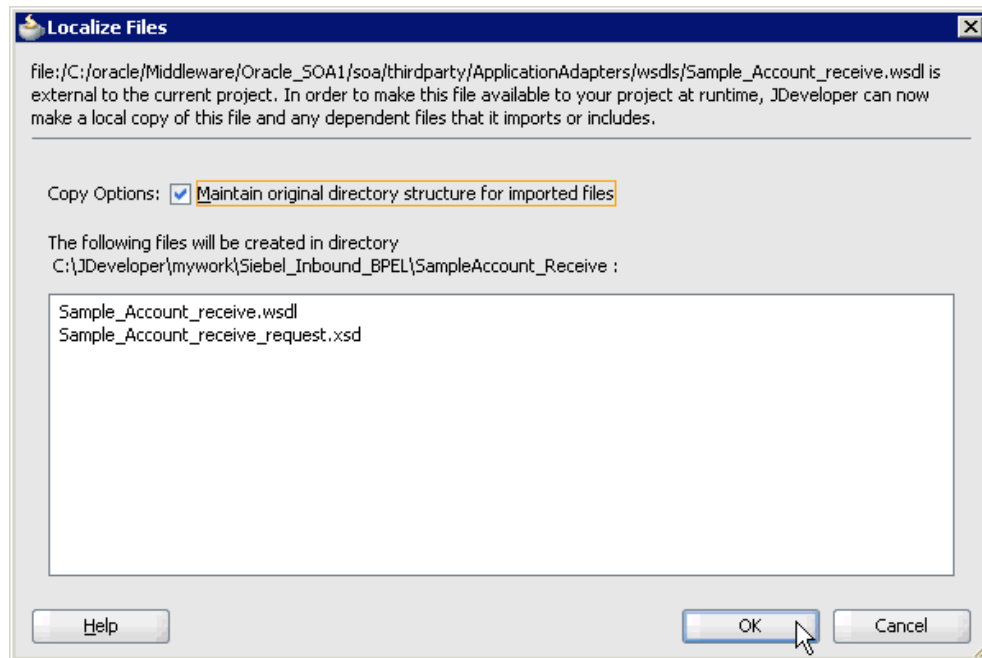 Localize Files
file:/C:/oracle/Middleware/Oracle_SOA1/soa/thirdparty/ApplicationAdapters/wsdls/Sample_Account_receive.wsdl is
external to the current project. In order to make this file available to your project at runtime, JDeveloper can now
make a local copy of this file and any dependent files that it imports or includes.
Copy Options: Maintain original directory structure for imported files
The following files will be created in directory
C:\JDeveloper\mywork\Siebel_Inbound_BPEL\SampleAccount_Receive :
Sample_Account_receive.wsdl
Sample_Account_receive_request.xsd
Help OK Cancel